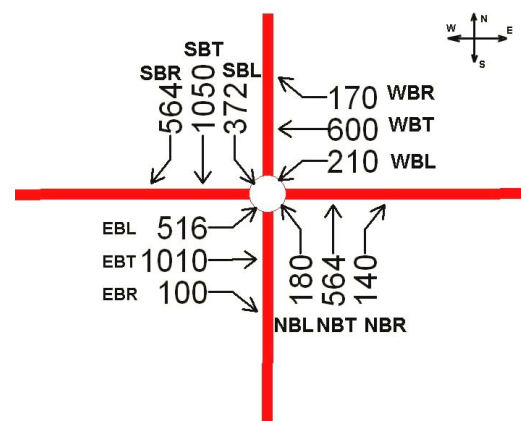 N
W E
S
SBT
SBR SBL
564 1050 372
170 WBR
600 WBT
210 WBL
EBL 516
EBT 1010
EBR 100
180 564 140
NBL NBT NBR